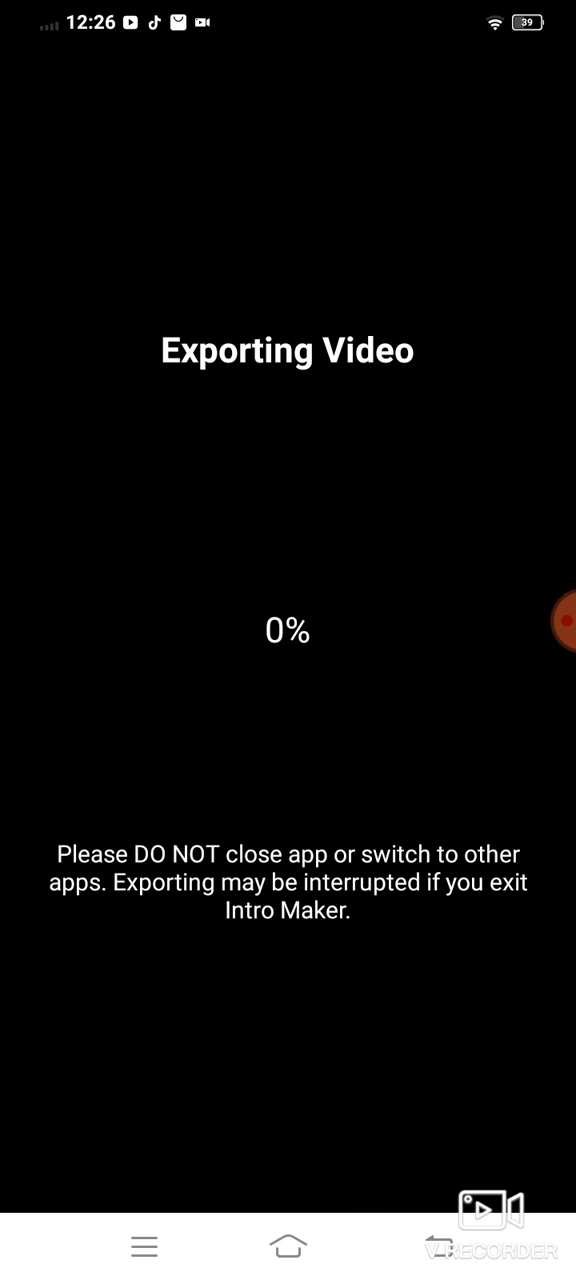 12:26
39
Exporting Video
0%
Please DO NOT close app or switch to other
apps. Exporting may be interrupted if you exit
Intro Maker.
V RECORDER